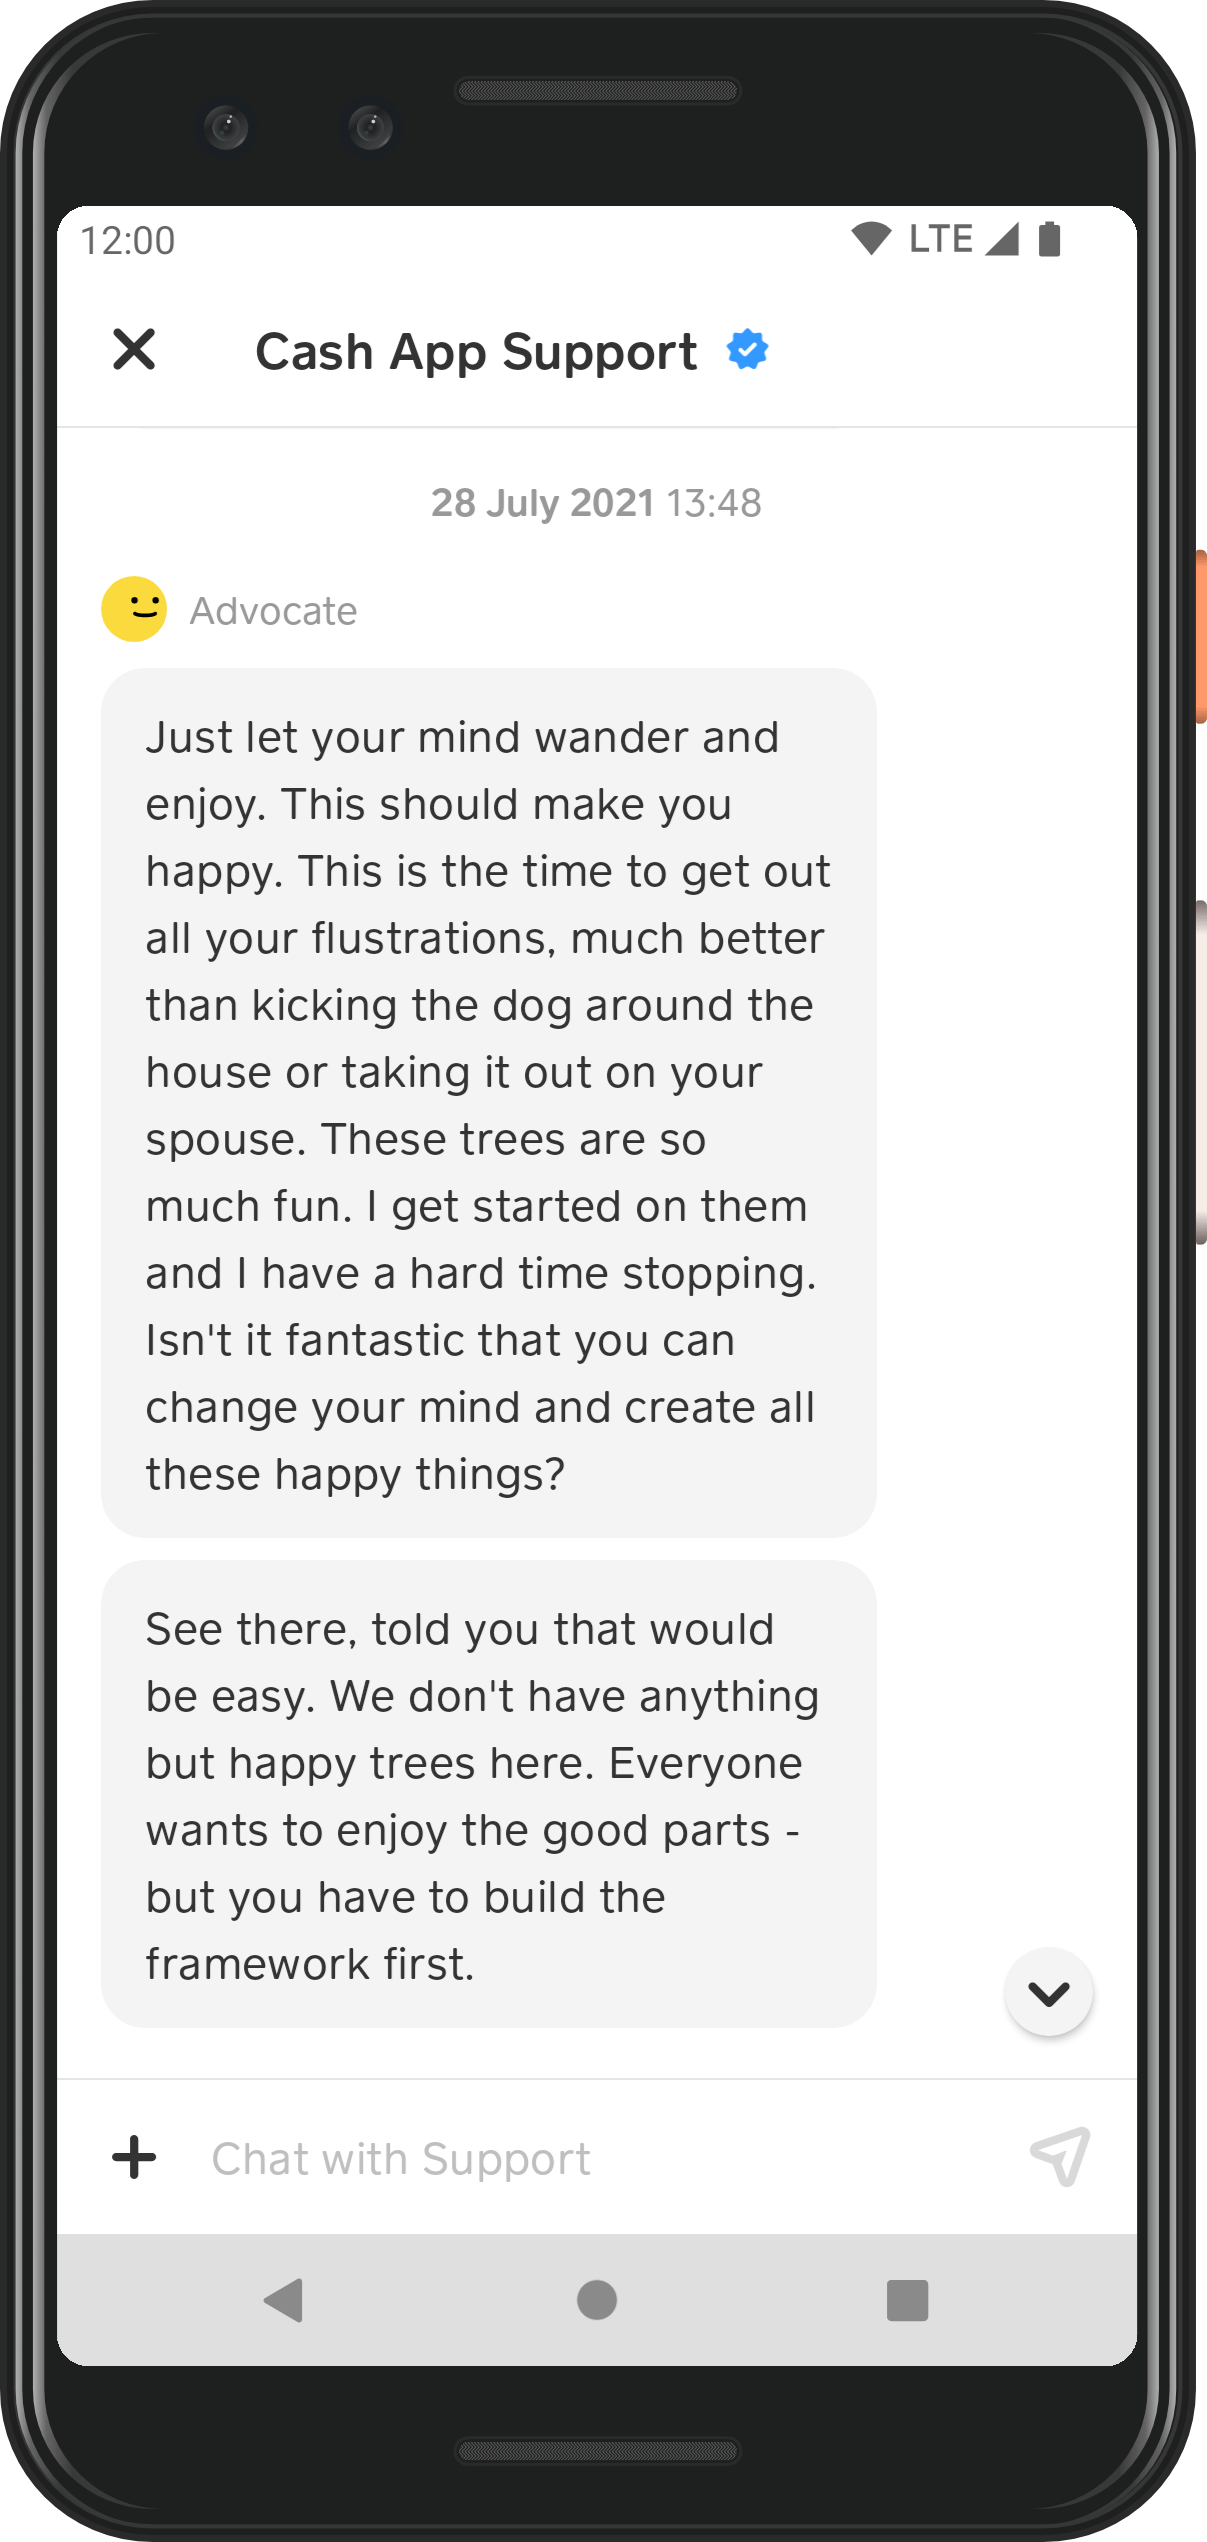 12:00
LTE
Cash App Support
28 July 2021 13:48
Advocate
Just let your mind wander and
enjoy. This should make you
happy. This is the time to get out
all your flustrations, much better
than kicking the dog around the
house or taking it out on your
spouse. These trees are so
much fun. I get started on them
and I have a hard time stopping.
Isn't it fantastic that you can
change your mind and create all
these happy things?
See there, told you that would
be easy. We don't have anything
but happy trees here. Everyone
wants to enjoy the good parts -
but you have to build the
framework first.
Chat with Support